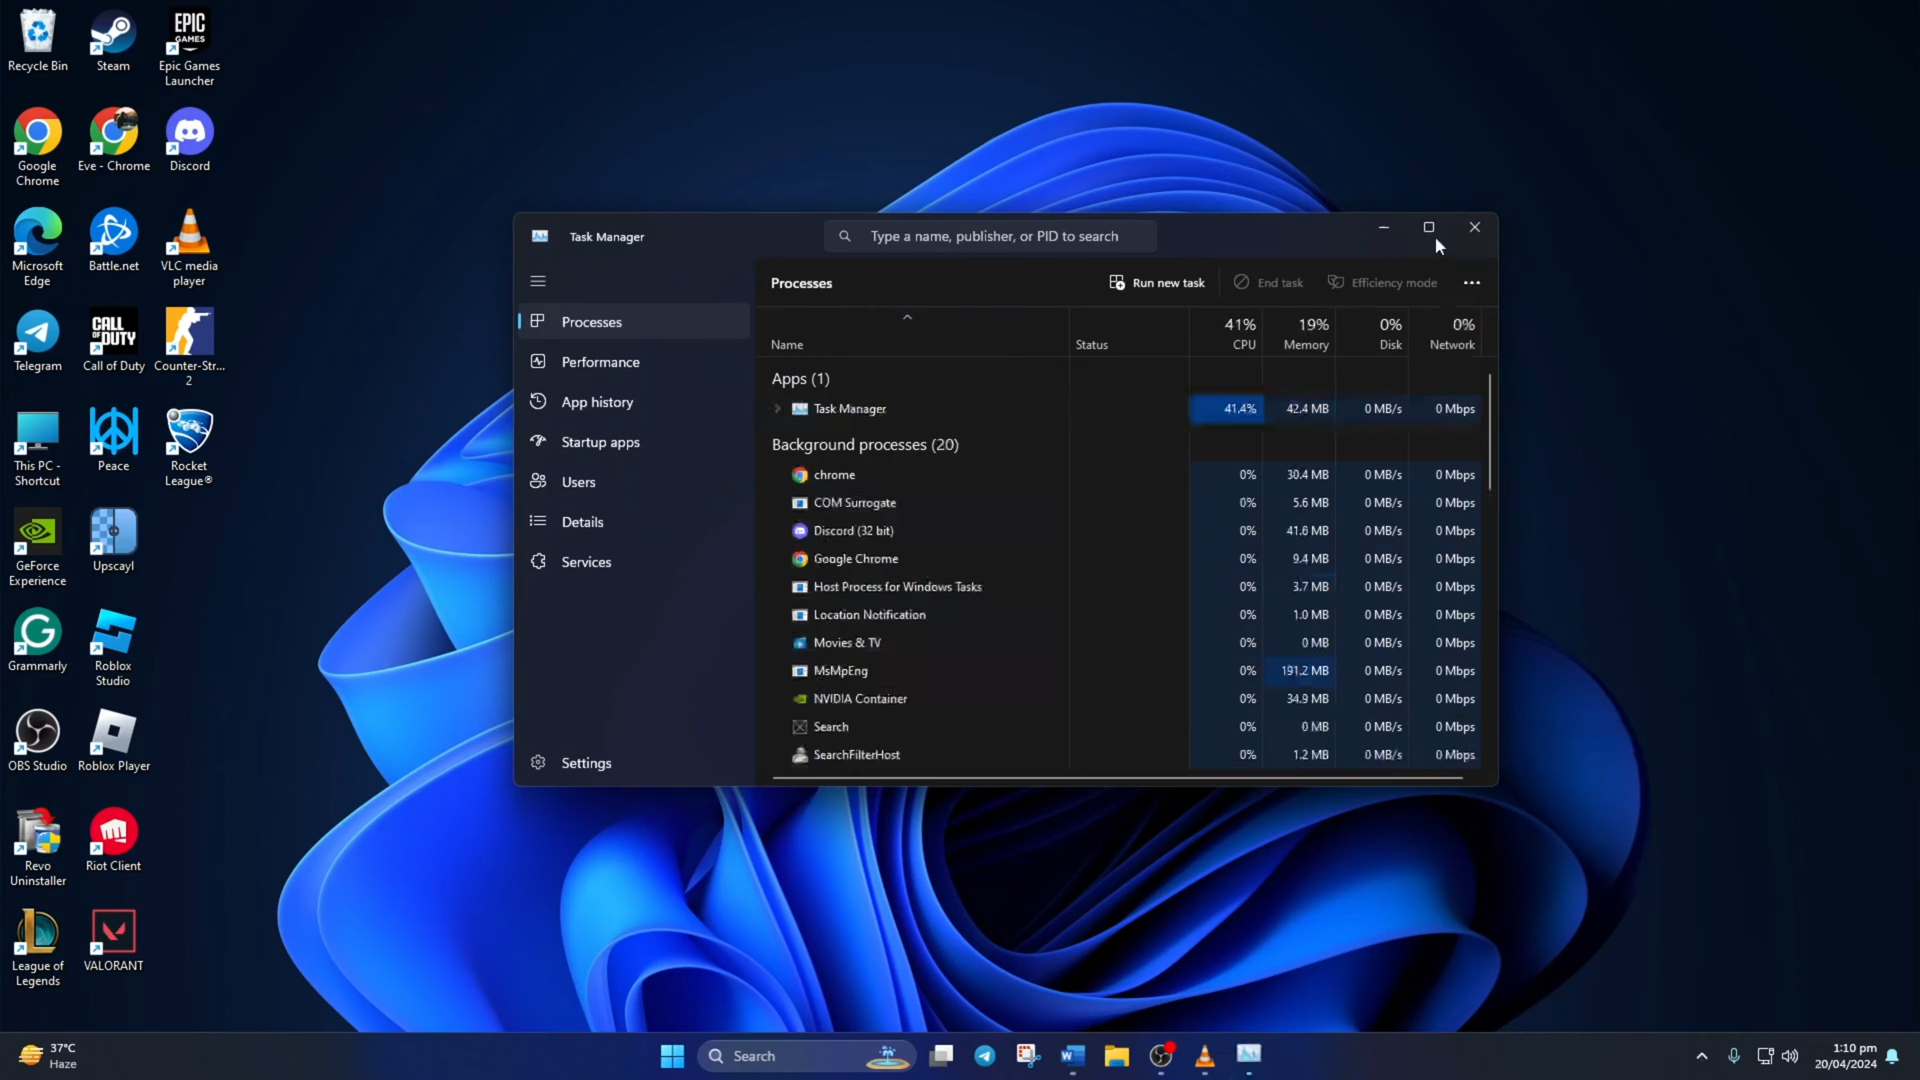 Recycle Bin
Steam
EPIC
GAMES
Epic Games
Launcher
Google
Chrome
Eve - Chrome
Discord
Microsoft
Edge
Battle.net
VLC media
player
Telegram
CALL
OF DUTY
Call of Duty
Counter-Str...
2
This PC -
Shortcut
Peace
Rocket
League®
GeForce
Experience
Upscayl
Grammarly
Roblox
Studio
OBS Studio
Roblox Player
Revo
Uninstaller
Riot Client
League of
Legends
VALORANT
Task Manager
Type a name, publisher, or PID to search
Processes
Performance
App history
Startup apps
Users
Details
Services
Settings
Processes
Run new task
End task
Efficiency mode
41% 19% 0% 0%
Name Status CPU Memory Disk Network
Apps (1)
Task Manager 41.4% 42.4 MB 0 MB/s 0 Mbps
Background processes (20)
chrome 0% 30.4 MB 0 MB/s 0 Mbps
COM Surrogate 0% 5.6 MB 0 MB/s 0 Mbps
Discord (32 bit) 0% 41.6 MB 0 MB/s 0 Mbps
Google Chrome 0% 9.4 MB 0 MB/s 0 Mbps
Host Process for Windows Tasks 0% 3.7 MB 0 MB/s 0 Mbps
Location Notification 0% 1.0 MB 0 MB/s 0 Mbps
Movies & TV 0% 0 MB 0 MB/s 0 Mbps
MsMpEng 0% 191.2 MB 0 MB/s 0 Mbps
NVIDIA Container 0% 34.9 MB 0 MB/s 0 Mbps
Search 0% 0 MB 0 MB/s 0 Mbps
SearchFilterHost 0% 1.2 MB 0 MB/s 0 Mbps
37°C
Haze
Search
1:10 pm
20/04/2024